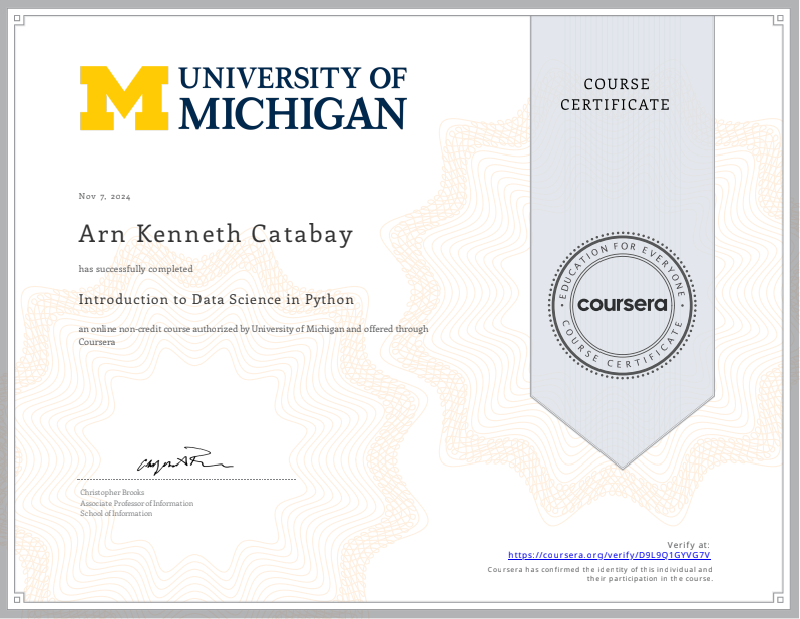 UNIVERSITY OF
MICHIGAN
COURSE
CERTIFICATE
Nov 7, 2024
Arn Kenneth Catabay
has successfully completed
Introduction to Data Science in Python
an online non-credit course authorized by University of Michigan and offered through
Coursera
EDUCATION FOR EVERYONE
coursera
COURSE CERTIFICATE
Christopher Brooks
Associate Professor of Information
School of Information
Verify at:
https://coursera.org/verify/D9L9Q1GYVG7V
Coursera has confirmed the identity of this individual and
their participation in the course.